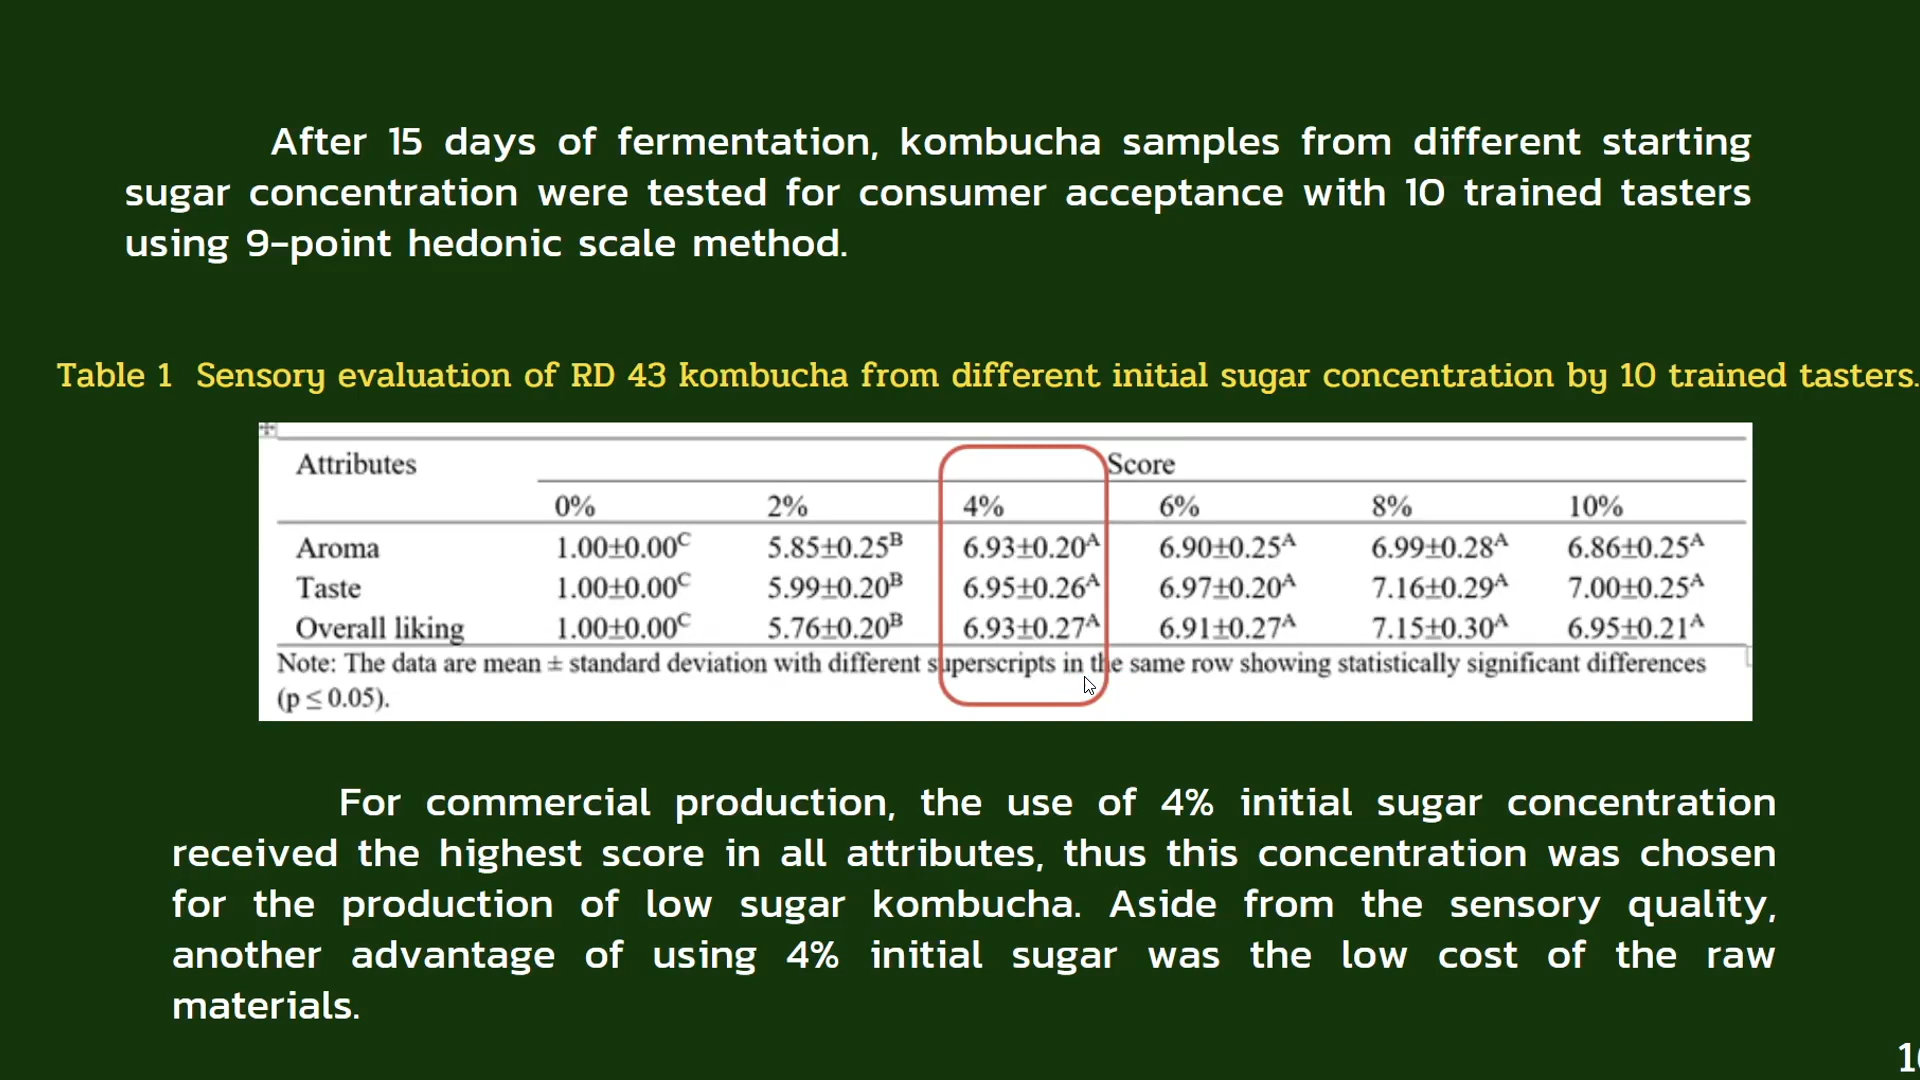 After 15 days of fermentation, kombucha samples from different starting
sugar concentration were tested for consumer acceptance with 10 trained tasters
using 9-point hedonic scale method.
Table 1 Sensory evaluation of RD 43 kombucha from different initial sugar concentration by 10 trained tasters.
Attributes Score
0% 2% 4% 6% 8% 10%
Aroma 1.00±0.00ᶜ 5.85±0.25ᴮ 6.93±0.20ᴬ 6.90±0.25ᴬ 6.99±0.28ᴬ 6.86±0.25ᴬ
Taste 1.00±0.00ᶜ 5.99±0.20ᴮ 6.95±0.26ᴬ 6.97±0.20ᴬ 7.16±0.29ᴬ 7.00±0.25ᴬ
Overall liking 1.00±0.00ᶜ 5.76±0.20ᴮ 6.93±0.27ᴬ 6.91±0.27ᴬ 7.15±0.30ᴬ 6.95±0.21ᴬ
Note: The data are mean ± standard deviation with different superscripts in the same row showing statistically significant differences
(p ≤ 0.05).
For commercial production, the use of 4% initial sugar concentration
received the highest score in all attributes, thus this concentration was chosen
for the production of low sugar kombucha. Aside from the sensory quality,
another advantage of using 4% initial sugar was the low cost of the raw
materials.